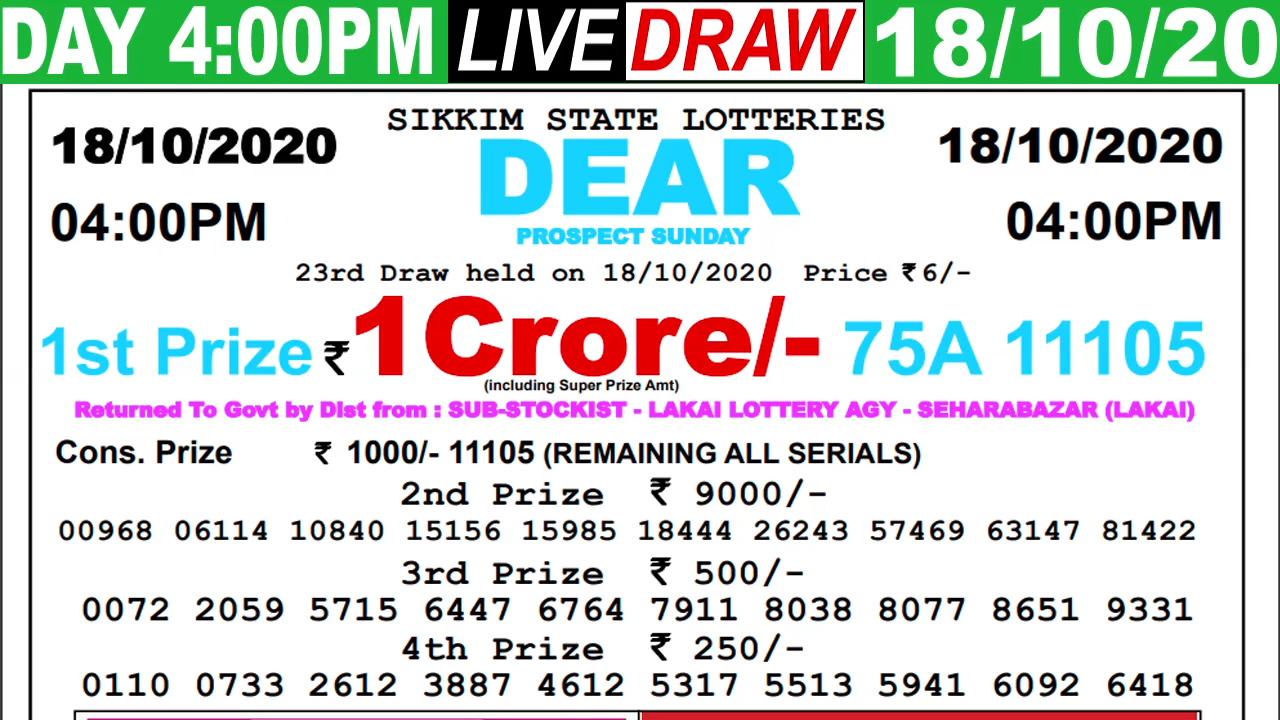 DAY 4:00PM LIVE DRAW 18/10/20
SIKKIM STATE LOTTERIES
18/10/2020 DEAR 18/10/2020
04:00PM PROSPECT SUNDAY 04:00PM
23rd Draw held on 18/10/2020 Price ₹6/-
1st Prize ₹1Crore/- 75A 11105
(including Super Prize Amt)
Returned To Govt by Dist from : SUB-STOCKIST - LAKAI LOTTERY AGY - SEHARABAZAR (LAKAI)
Cons. Prize ₹ 1000/- 11105 (REMAINING ALL SERIALS)
2nd Prize ₹ 9000/-
00968 06114 10840 15156 15985 18444 26243 57469 63147 81422
3rd Prize ₹ 500/-
0072 2059 5715 6447 6764 7911 8038 8077 8651 9331
4th Prize ₹ 250/-
0110 0733 2612 3887 4612 5317 5513 5941 6092 6418